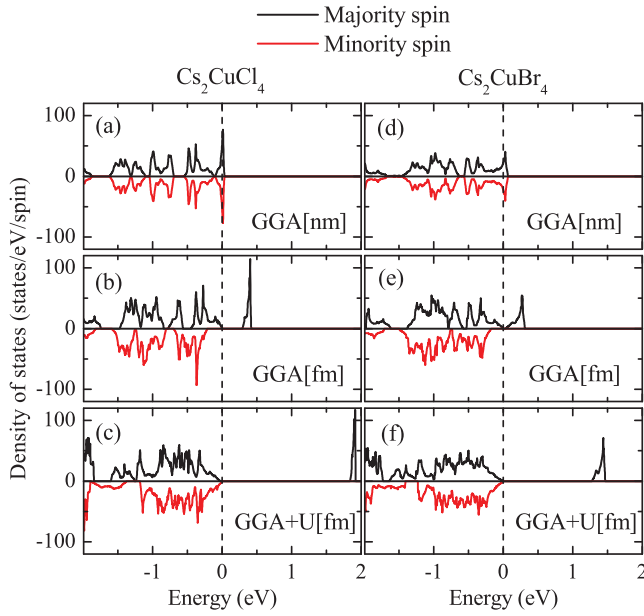 Majority spin
Minority spin
Cs₂CuCl₄
Cs₂CuBr₄
Density of states (states/eV/spin)
100
0
-100
(a)
GGA[nm]
(d)
GGA[nm]
100
0
-100
(b)
GGA[fm]
(e)
GGA[fm]
100
0
-100
(c)
GGA+U[fm]
(f)
GGA+U[fm]
-1 0 1 2 -1 0 1 2
Energy (eV) Energy (eV)